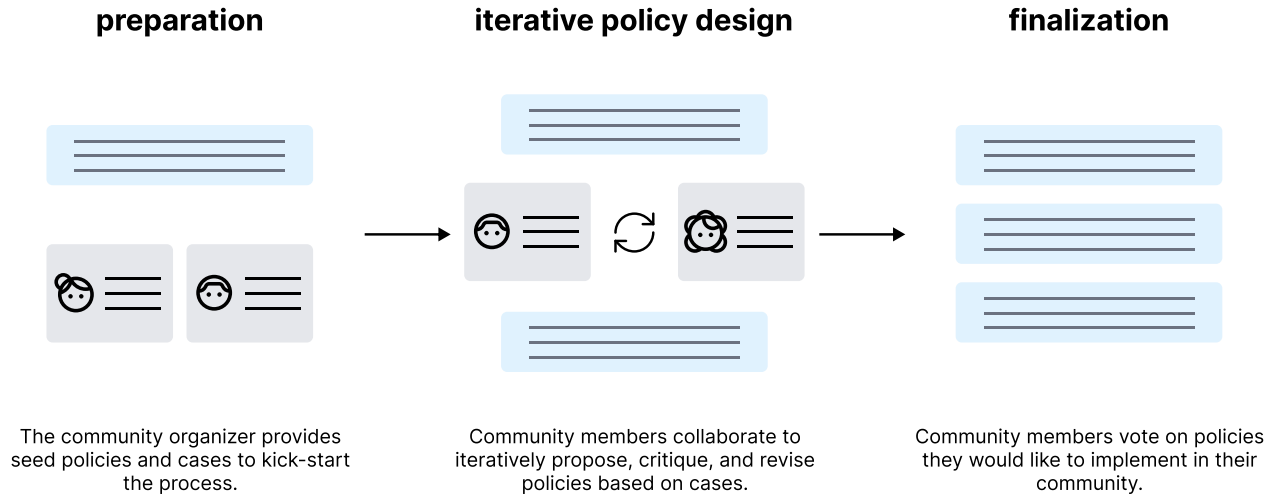 preparation
The community organizer provides
seed policies and cases to kick-start
the process.
iterative policy design
Community members collaborate to
iteratively propose, critique, and revise
policies based on cases.
finalization
Community members vote on policies
they would like to implement in their
community.